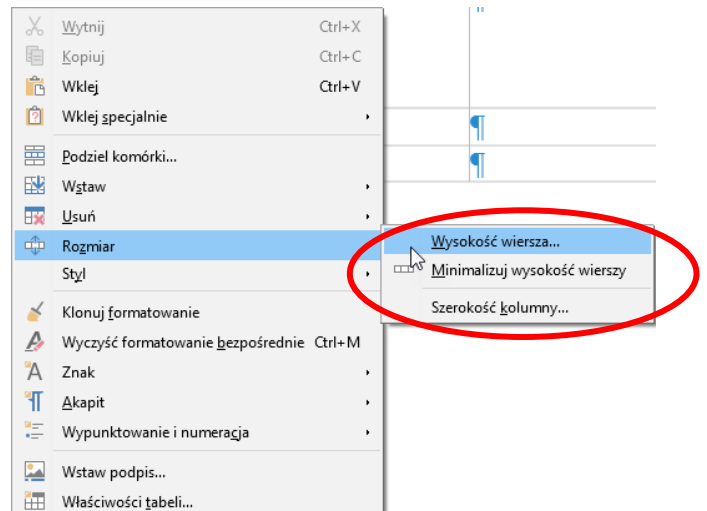 Wytnij Ctrl+X
Kopiuj Ctrl+C
Wklej Ctrl+V
Wklej specjalnie
Podziel komórki...
Wstaw
Usuń
Rozmiar
Styl
Klonuj formatowanie
Wyczyść formatowanie bezpośrednie Ctrl+M
Znak
Akapit
Wypunktowanie i numeracja
Wstaw podpis...
Właściwości tabeli...
Wysokość wiersza...
Minimalizuj wysokość wierszy
Szerokość kolumny...
¶
¶